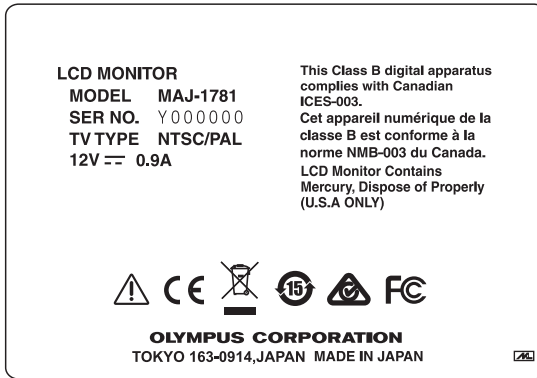 LCD MONITOR
MODEL MAJ-1781
SER NO. Y000000
TV TYPE NTSC/PAL
12V ⎓ 0.9A
This Class B digital apparatus
complies with Canadian
ICES-003.
Cet appareil numérique de la
classe B est conforme à la
norme NMB-003 du Canada.
LCD Monitor Contains
Mercury, Dispose of Properly
(U.S.A ONLY)
CE 15 FC
OLYMPUS CORPORATION
TOKYO 163-0914,JAPAN MADE IN JAPAN